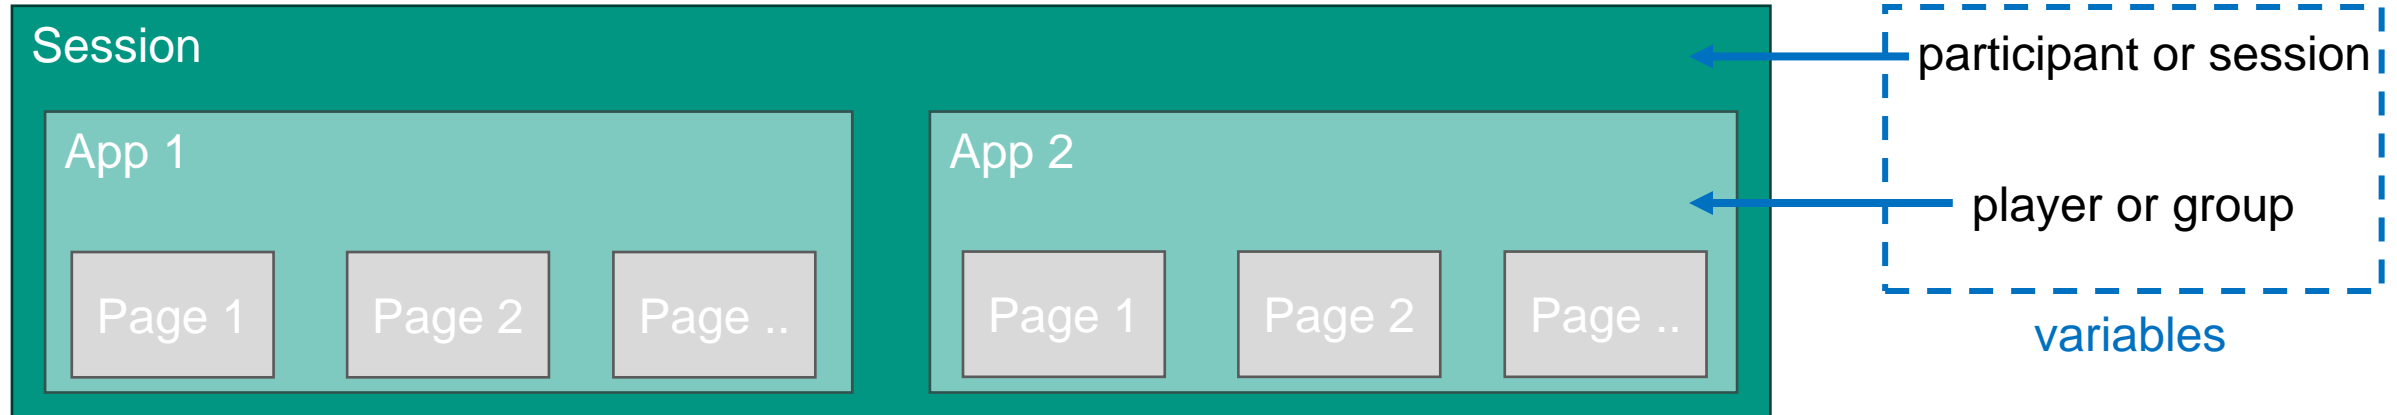 Session
participant or session
App 1
App 2
player or group
Page 1
Page 2
Page ..
Page 1
Page 2
Page ..
variables